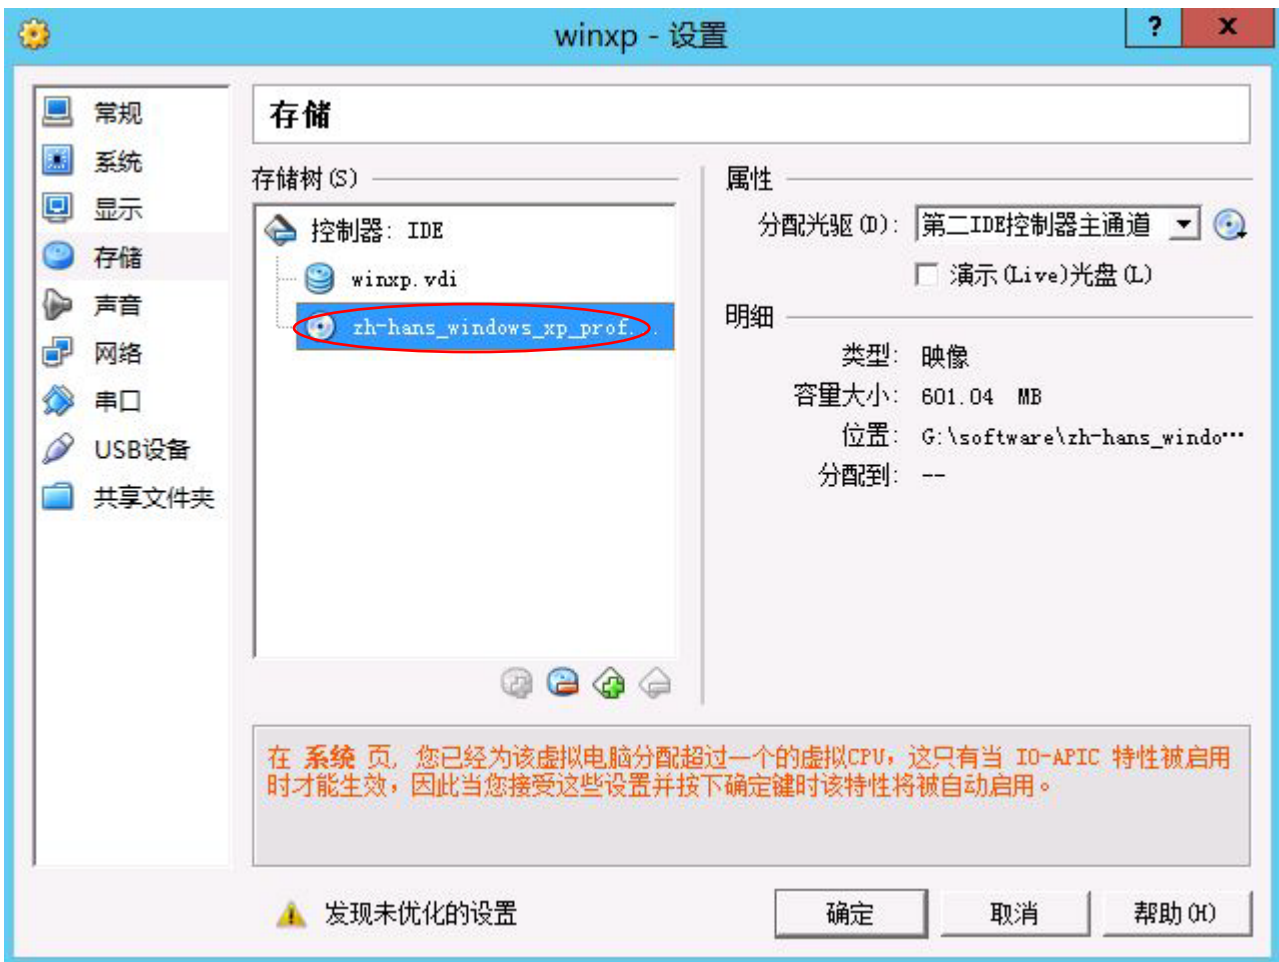 winxp - 设置
? x
常规
系统
显示
存储
声音
网络
串口
USB设备
共享文件夹
存储
存储树(S)
控制器: IDE
winxp.vdi
zh-hans_windows_xp_prof...
属性
分配光驱(D): 第二IDE控制器主通道
演示(Live)光盘(L)
明细
类型: 映像
容量大小: 601.04 MB
位置: G:\software\zh-hans_windo…
分配到: --
在 系统 页, 您已经为该虚拟电脑分配超过一个的虚拟CPU，这只有当 IO-APIC 特性被启用
时才能生效，因此当您接受这些设置并按下确定键时该特性将被自动启用。
发现未优化的设置
确定
取消
帮助(H)